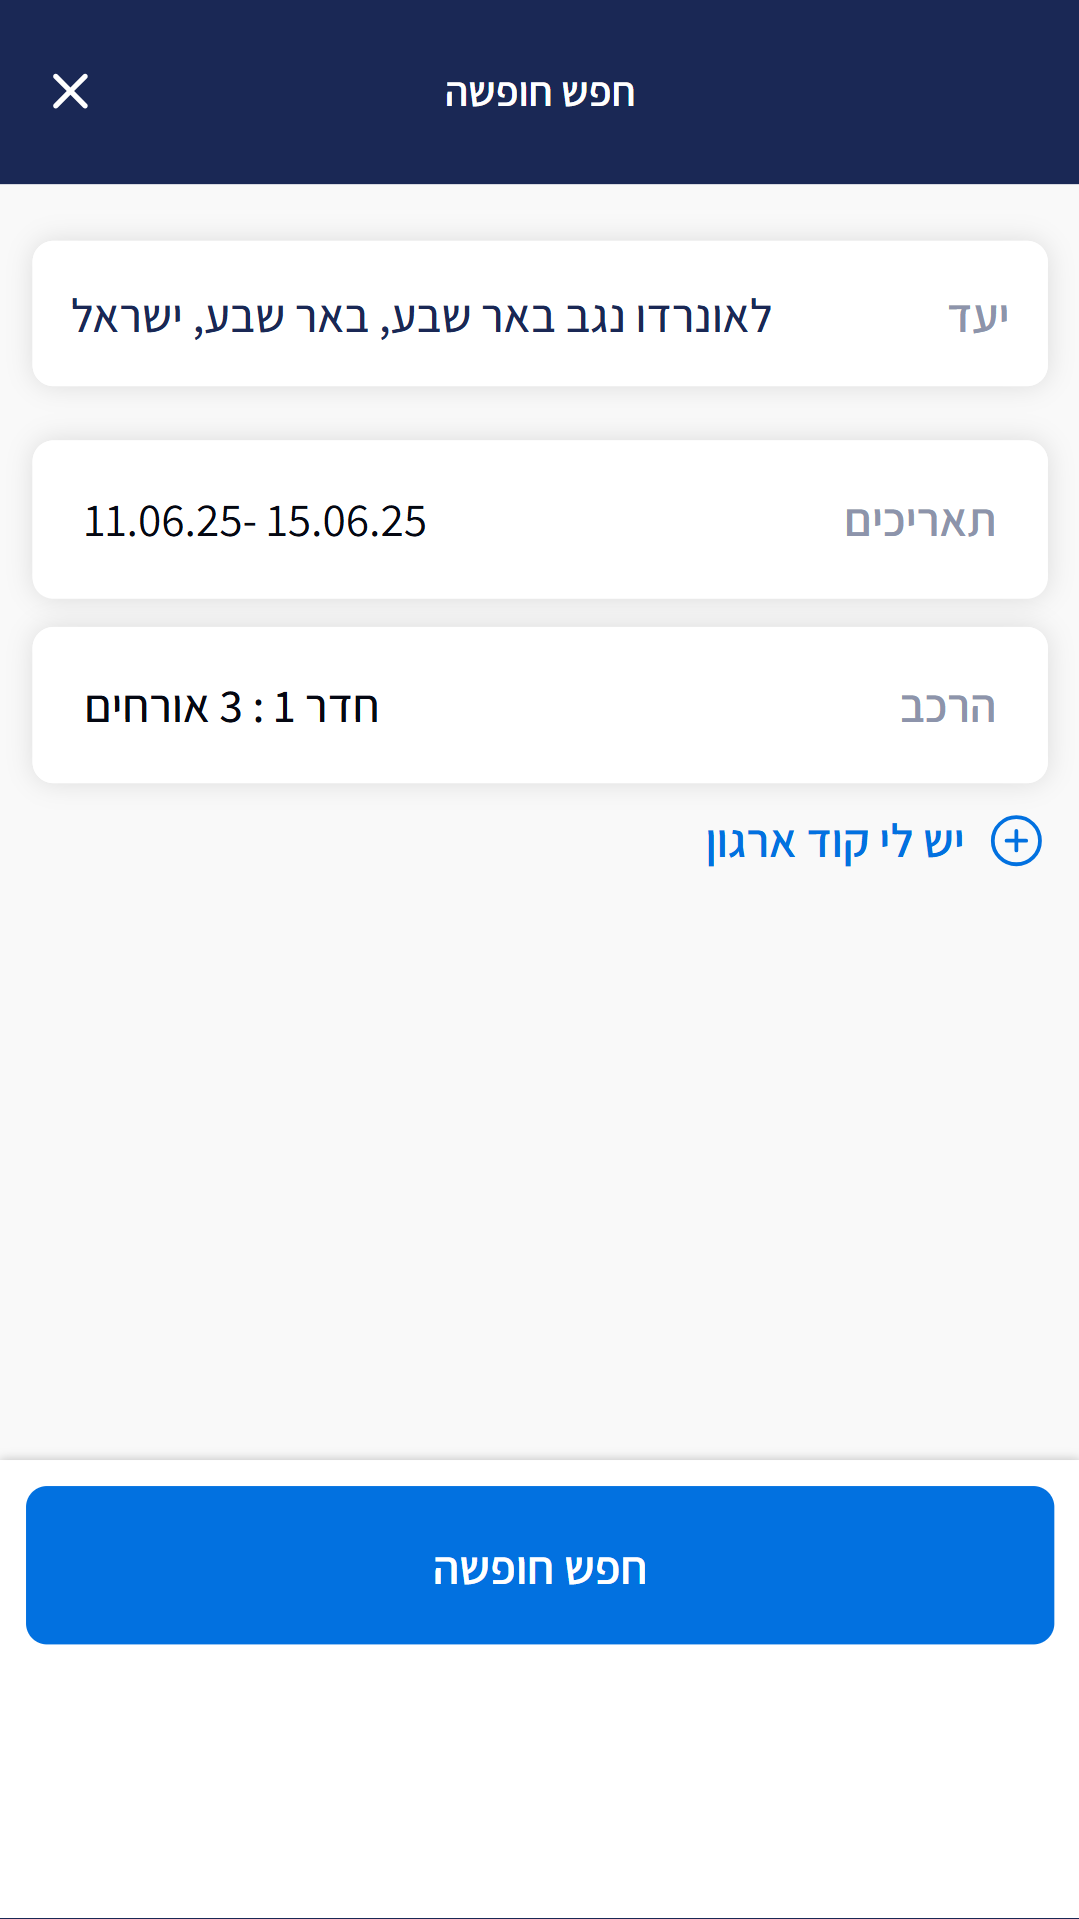 חפש חופשה
יעד לאונרדו נגב באר שבע, באר שבע, ישראל
תאריכים 11.06.25- 15.06.25
הרכב חדר 1 : 3 אורחים
יש לי קוד ארגון
חפש חופשה